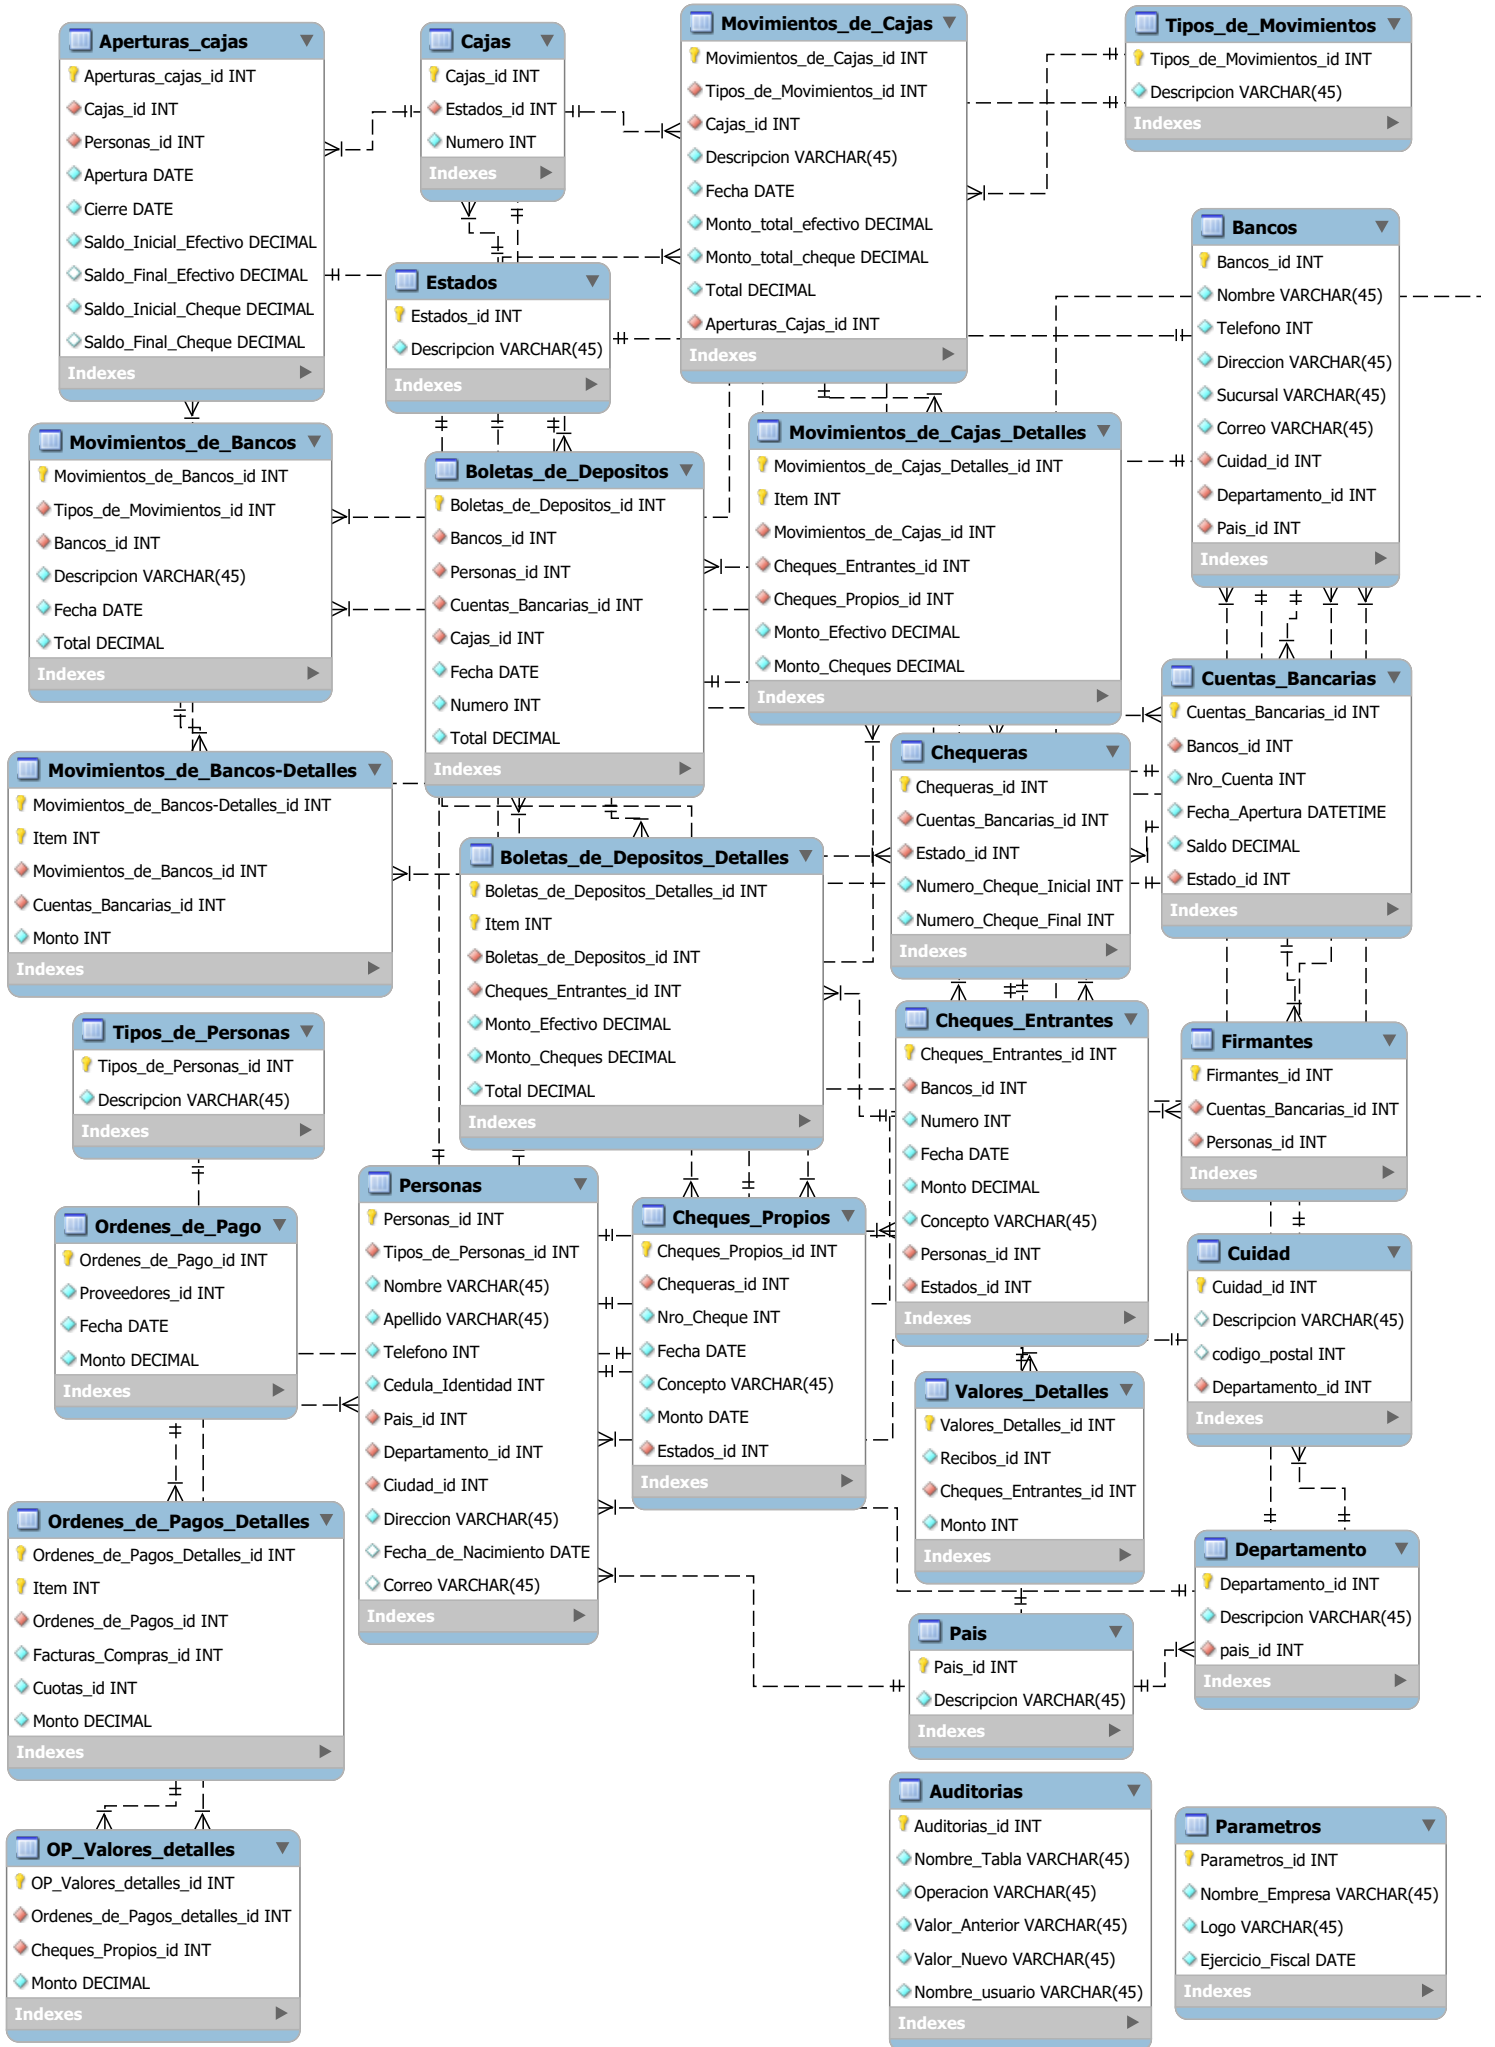 Aperturas_cajas
Aperturas_cajas_id INT
Cajas_id INT
Personas_id INT
Apertura DATE
Cierre DATE
Saldo_Inicial_Efectivo DECIMAL
Saldo_Final_Efectivo DECIMAL
Saldo_Inicial_Cheque DECIMAL
Saldo_Final_Cheque DECIMAL
Indexes
Cajas
Cajas_id INT
Estados_id INT
Numero INT
Indexes
Movimientos_de_Cajas
Movimientos_de_Cajas_id INT
Tipos_de_Movimientos_id INT
Cajas_id INT
Descripcion VARCHAR(45)
Fecha DATE
Monto_total_efectivo DECIMAL
Monto_total_cheque DECIMAL
Total DECIMAL
Aperturas_Cajas_id INT
Indexes
Tipos_de_Movimientos
Tipos_de_Movimientos_id INT
Descripcion VARCHAR(45)
Indexes
Estados
Estados_id INT
Descripcion VARCHAR(45)
Indexes
Bancos
Bancos_id INT
Nombre VARCHAR(45)
Telefono INT
Direccion VARCHAR(45)
Sucursal VARCHAR(45)
Correo VARCHAR(45)
Cuidad_id INT
Departamento_id INT
Pais_id INT
Indexes
Movimientos_de_Bancos
Movimientos_de_Bancos_id INT
Tipos_de_Movimientos_id INT
Bancos_id INT
Descripcion VARCHAR(45)
Fecha DATE
Total DECIMAL
Indexes
Boletas_de_Depositos
Boletas_de_Depositos_id INT
Bancos_id INT
Personas_id INT
Cuentas_Bancarias_id INT
Cajas_id INT
Fecha DATE
Numero INT
Total DECIMAL
Indexes
Movimientos_de_Cajas_Detalles
Movimientos_de_Cajas_Detalles_id INT
Item INT
Movimientos_de_Cajas_id INT
Cheques_Entrantes_id INT
Cheques_Propios_id INT
Monto_Efectivo DECIMAL
Monto_Cheques DECIMAL
Indexes
Cuentas_Bancarias
Cuentas_Bancarias_id INT
Bancos_id INT
Nro_Cuenta INT
Fecha_Apertura DATETIME
Saldo DECIMAL
Estado_id INT
Indexes
Movimientos_de_Bancos-Detalles
Movimientos_de_Bancos-Detalles_id INT
Item INT
Movimientos_de_Bancos_id INT
Cuentas_Bancarias_id INT
Monto INT
Indexes
Chequeras
Chequeras_id INT
Cuentas_Bancarias_id INT
Estado_id INT
Numero_Cheque_Inicial INT
Numero_Cheque_Final INT
Indexes
Boletas_de_Depositos_Detalles
Boletas_de_Depositos_Detalles_id INT
Item INT
Boletas_de_Depositos_id INT
Cheques_Entrantes_id INT
Monto_Efectivo DECIMAL
Monto_Cheques DECIMAL
Total DECIMAL
Indexes
Tipos_de_Personas
Tipos_de_Personas_id INT
Descripcion VARCHAR(45)
Indexes
Cheques_Entrantes
Cheques_Entrantes_id INT
Bancos_id INT
Numero INT
Fecha DATE
Monto DECIMAL
Concepto VARCHAR(45)
Personas_id INT
Estados_id INT
Indexes
Firmantes
Firmantes_id INT
Cuentas_Bancarias_id INT
Personas_id INT
Indexes
Personas
Personas_id INT
Tipos_de_Personas_id INT
Nombre VARCHAR(45)
Apellido VARCHAR(45)
Telefono INT
Cedula_Identidad INT
Pais_id INT
Departamento_id INT
Ciudad_id INT
Direccion VARCHAR(45)
Fecha_de_Nacimiento DATE
Correo VARCHAR(45)
Indexes
Ordenes_de_Pago
Ordenes_de_Pago_id INT
Proveedores_id INT
Fecha DATE
Monto DECIMAL
Indexes
Cheques_Propios
Cheques_Propios_id INT
Chequeras_id INT
Nro_Cheque INT
Fecha DATE
Concepto VARCHAR(45)
Monto DATE
Estados_id INT
Indexes
Cuidad
Cuidad_id INT
Descripcion VARCHAR(45)
codigo_postal INT
Departamento_id INT
Indexes
Valores_Detalles
Valores_Detalles_id INT
Recibos_id INT
Cheques_Entrantes_id INT
Monto INT
Indexes
Ordenes_de_Pagos_Detalles
Ordenes_de_Pagos_Detalles_id INT
Item INT
Ordenes_de_Pagos_id INT
Facturas_Compras_id INT
Cuotas_id INT
Monto DECIMAL
Indexes
Departamento
Departamento_id INT
Descripcion VARCHAR(45)
pais_id INT
Indexes
Pais
Pais_id INT
Descripcion VARCHAR(45)
Indexes
OP_Valores_detalles
OP_Valores_detalles_id INT
Ordenes_de_Pagos_detalles_id INT
Cheques_Propios_id INT
Monto DECIMAL
Indexes
Auditorias
Auditorias_id INT
Nombre_Tabla VARCHAR(45)
Operacion VARCHAR(45)
Valor_Anterior VARCHAR(45)
Valor_Nuevo VARCHAR(45)
Nombre_usuario VARCHAR(45)
Indexes
Parametros
Parametros_id INT
Nombre_Empresa VARCHAR(45)
Logo VARCHAR(45)
Ejercicio_Fiscal DATE
Indexes